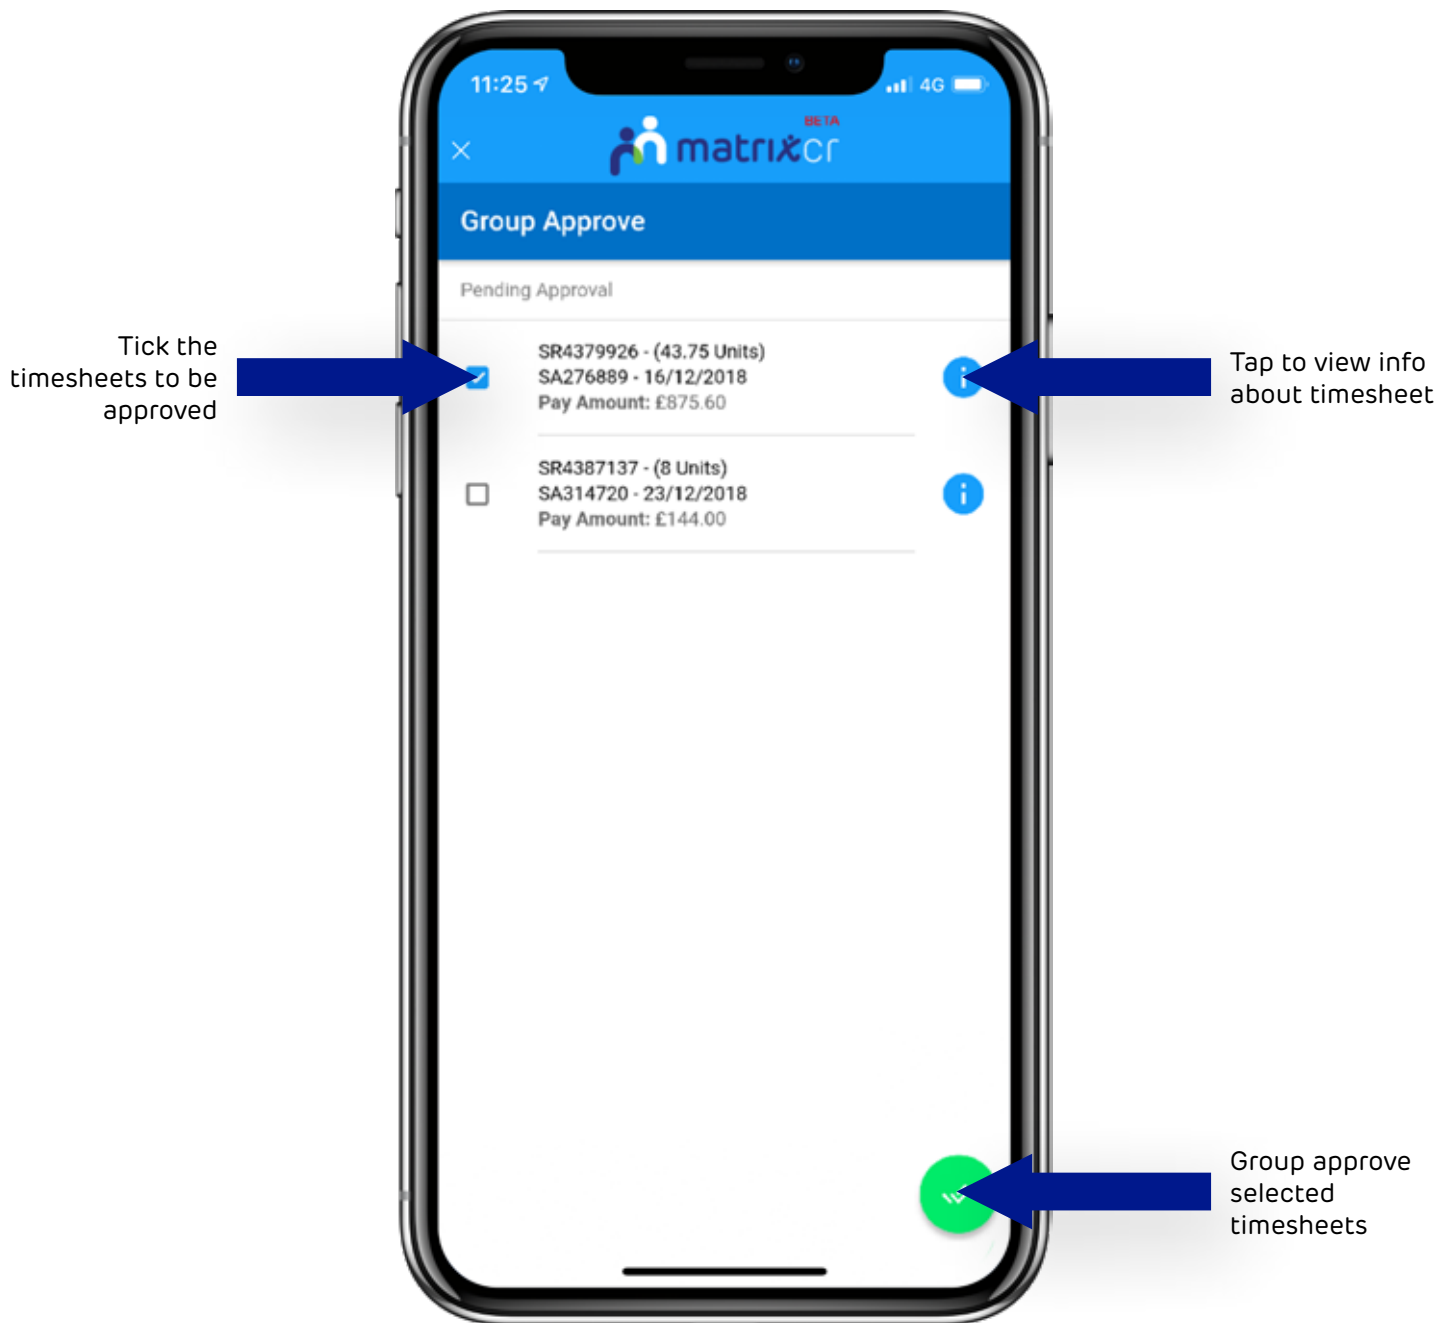 11:25
4G
BETA
matrixcr
Group Approve
Pending Approval
SR4379926 - (43.75 Units)
SA276889 - 16/12/2018
Pay Amount: £875.60
SR4387137 - (8 Units)
SA314720 - 23/12/2018
Pay Amount: £144.00
Tick the
timesheets to be
approved
Tap to view info
about timesheet
Group approve
selected
timesheets